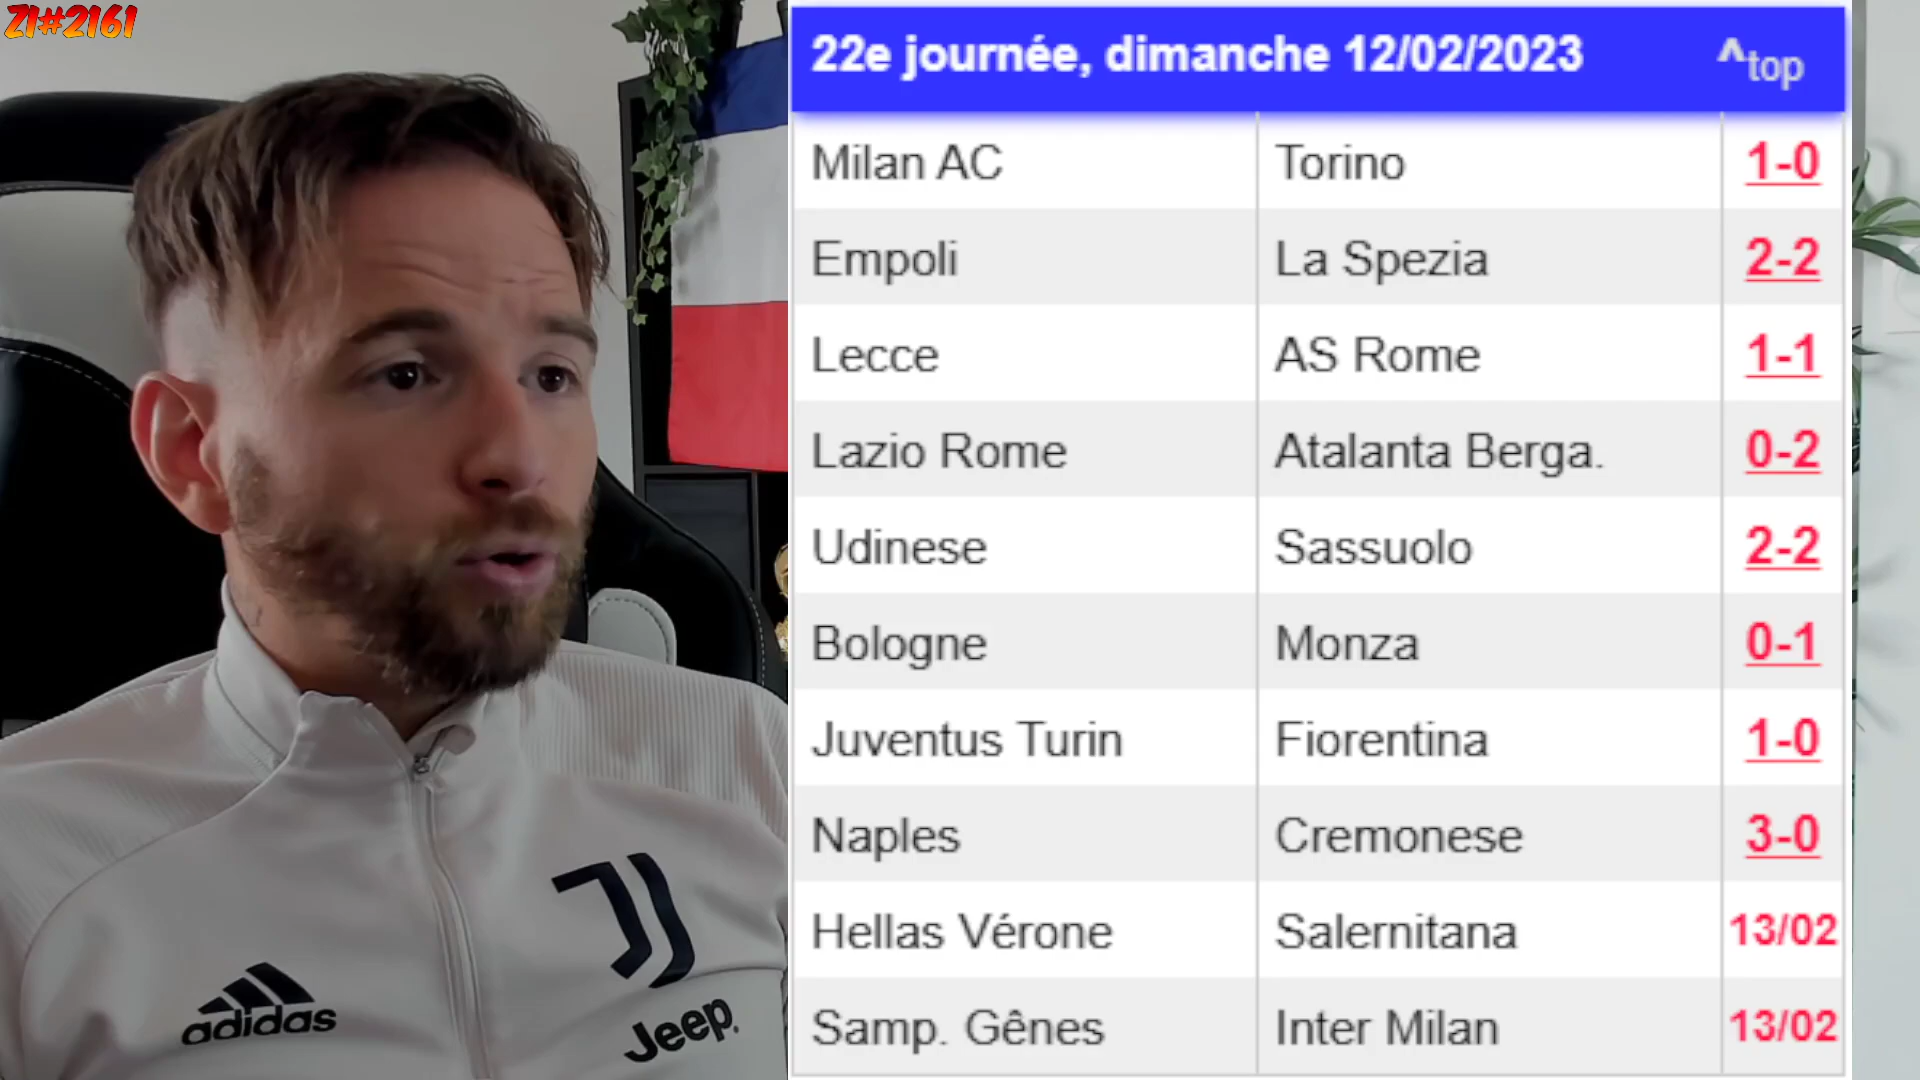 Z1#2161
22e journée, dimanche 12/02/2023 ^top
Milan AC Torino 1-0
Empoli La Spezia 2-2
Lecce AS Rome 1-1
Lazio Rome Atalanta Berga. 0-2
Udinese Sassuolo 2-2
Bologne Monza 0-1
Juventus Turin Fiorentina 1-0
Naples Cremonese 3-0
Hellas Vérone Salernitana 13/02
Samp. Gênes Inter Milan 13/02
adidas
Jeep.